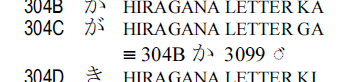 304B か HIRAGANA LETTER KA
304C が HIRAGANA LETTER GA
≡ 304B か 3099 ◌゙
304D き HIRAGANA LETTER KI